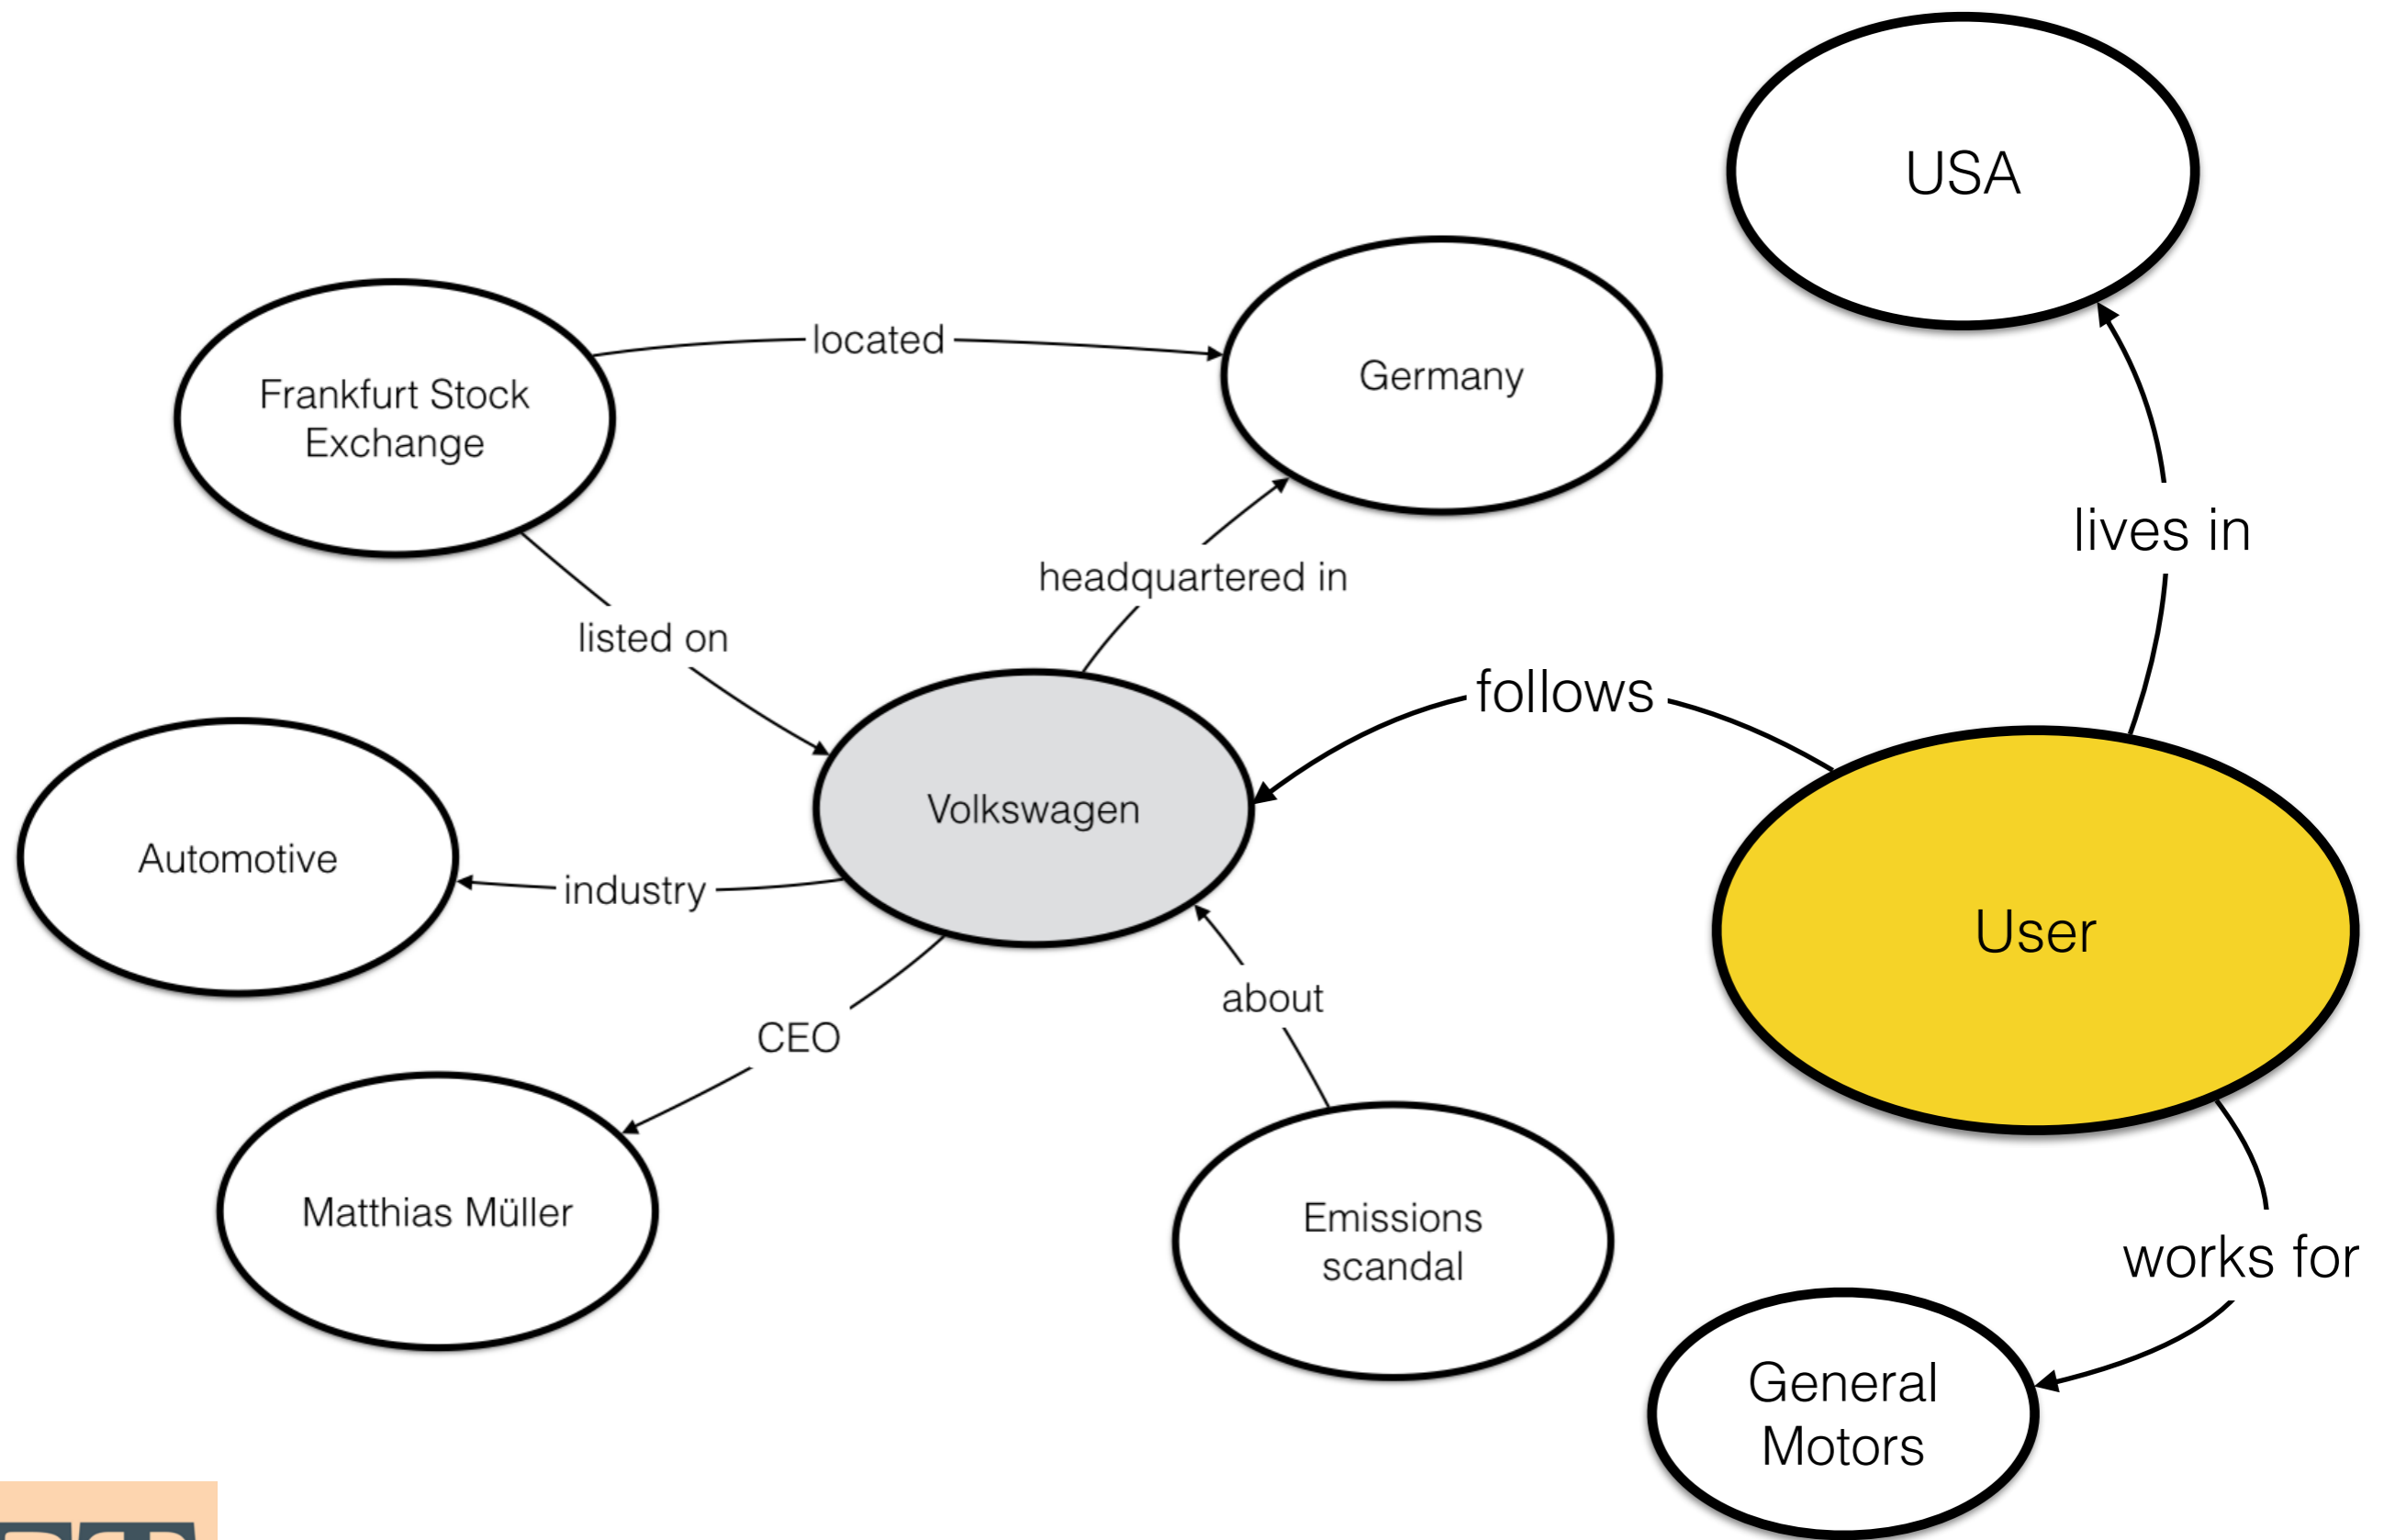 USA
located
Germany
Frankfurt Stock
Exchange
lives in
headquartered in
listed on
follows
Volkswagen
Automotive
industry
User
about
CEO
Matthias Müller
Emissions
scandal
works for
General
Motors